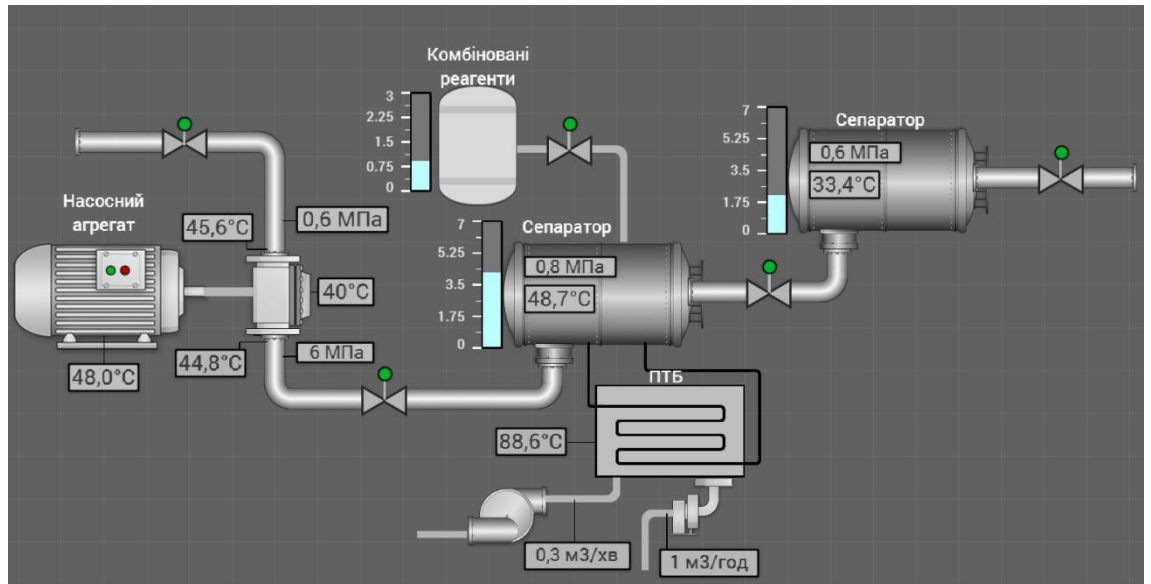 Комбіновані
реагенти
3
2.25
1.5
0.75
0
7
5.25
3.5
1.75
0
Сепаратор
0,6 МПа
33,4°C
Насосний
агрегат
45,6°C
0,6 МПа
40°C
44,8°C
6 МПа
48,0°C
7
5.25
3.5
1.75
0
Сепаратор
0,8 МПа
48,7°C
ПТБ
88,6°C
0,3 м3/хв
1 м3/год